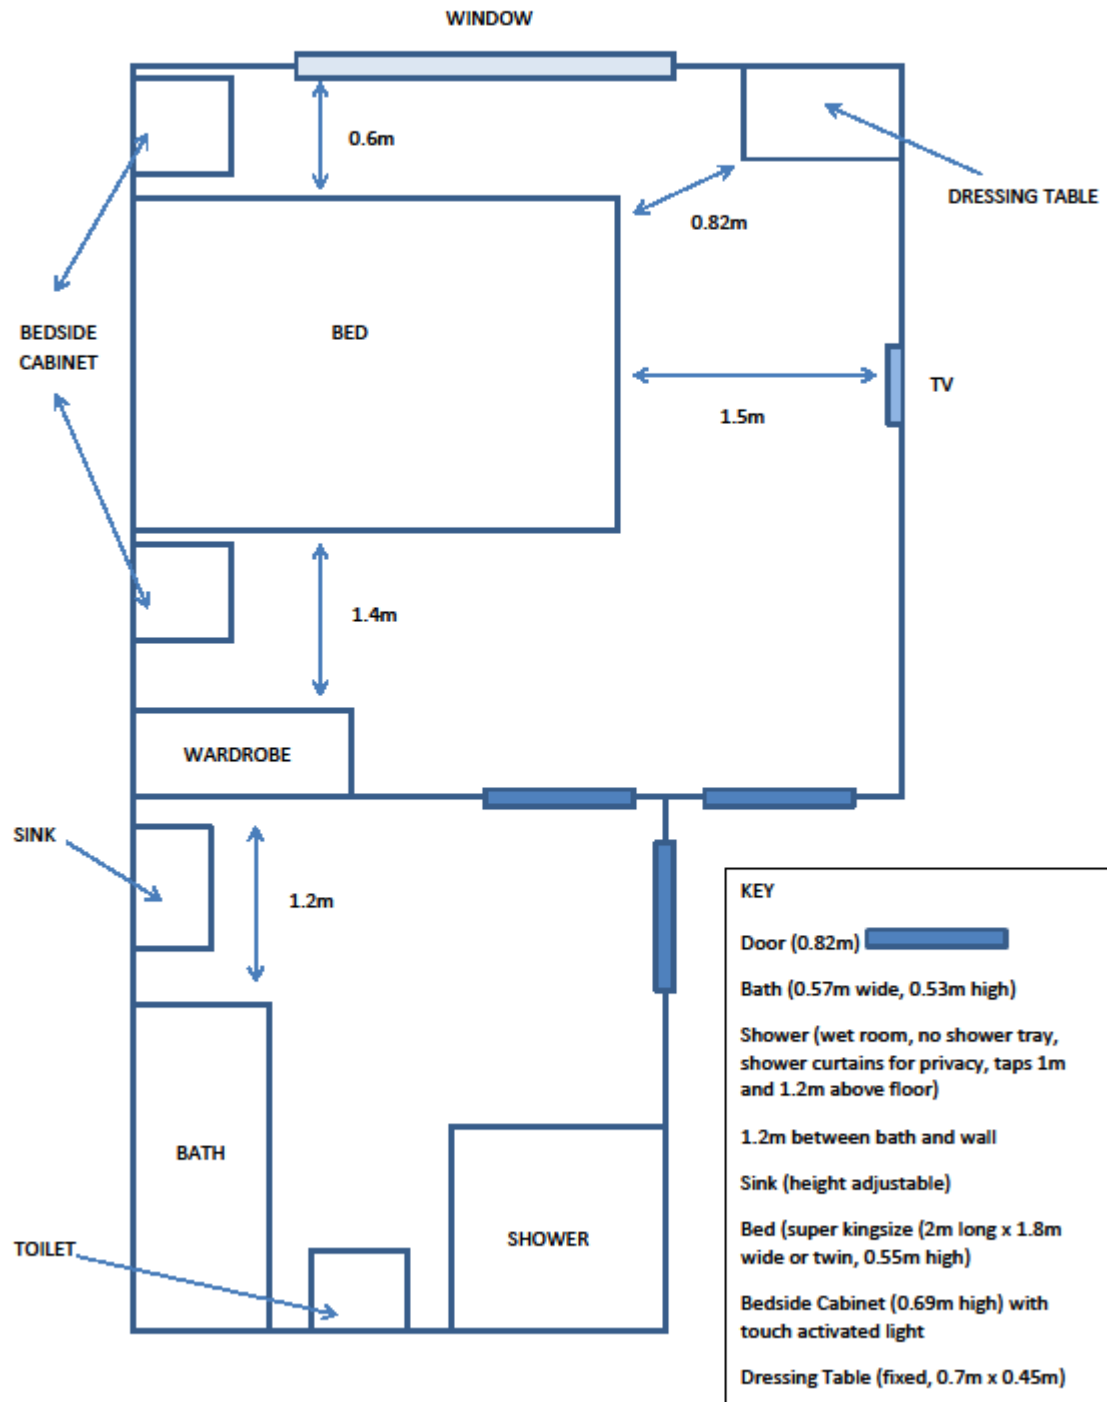 WINDOW
0.6m
DRESSING TABLE
0.82m
BEDSIDE
CABINET
BED
TV
1.5m
1.4m
WARDROBE
SINK
1.2m
BATH
TOILET
SHOWER
KEY
Door (0.82m)
Bath (0.57m wide, 0.53m high)
Shower (wet room, no shower tray,
shower curtains for privacy, taps 1m
and 1.2m above floor)
1.2m between bath and wall
Sink (height adjustable)
Bed (super kingsize (2m long x 1.8m
wide or twin, 0.55m high)
Bedside Cabinet (0.69m high) with
touch activated light
Dressing Table (fixed, 0.7m x 0.45m)